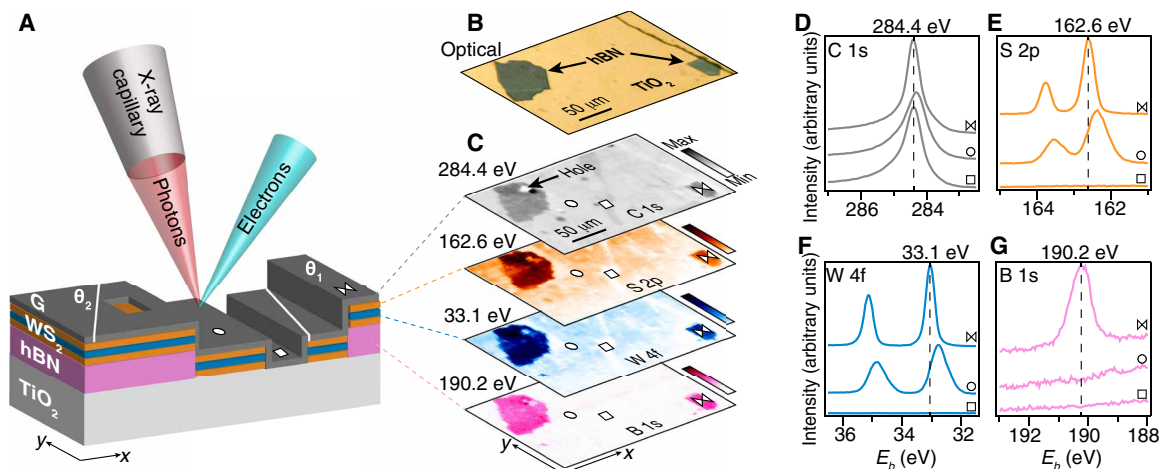 A
X-ray
capillary
Photons
Electrons
θ2
θ1
G
WS2
hBN
TiO2
y
x
B
Optical
hBN
TiO2
50 μm
C
284.4 eV
Hole
Max
Min
50 μm
C 1s
162.6 eV
S 2p
33.1 eV
W 4f
190.2 eV
B 1s
y
x
D
284.4 eV
C 1s
Intensity (arbitrary units)
286
284
E
162.6 eV
S 2p
164
162
F
33.1 eV
W 4f
Intensity (arbitrary units)
36
34
32
Eb (eV)
G
190.2 eV
B 1s
192
190
188
Eb (eV)